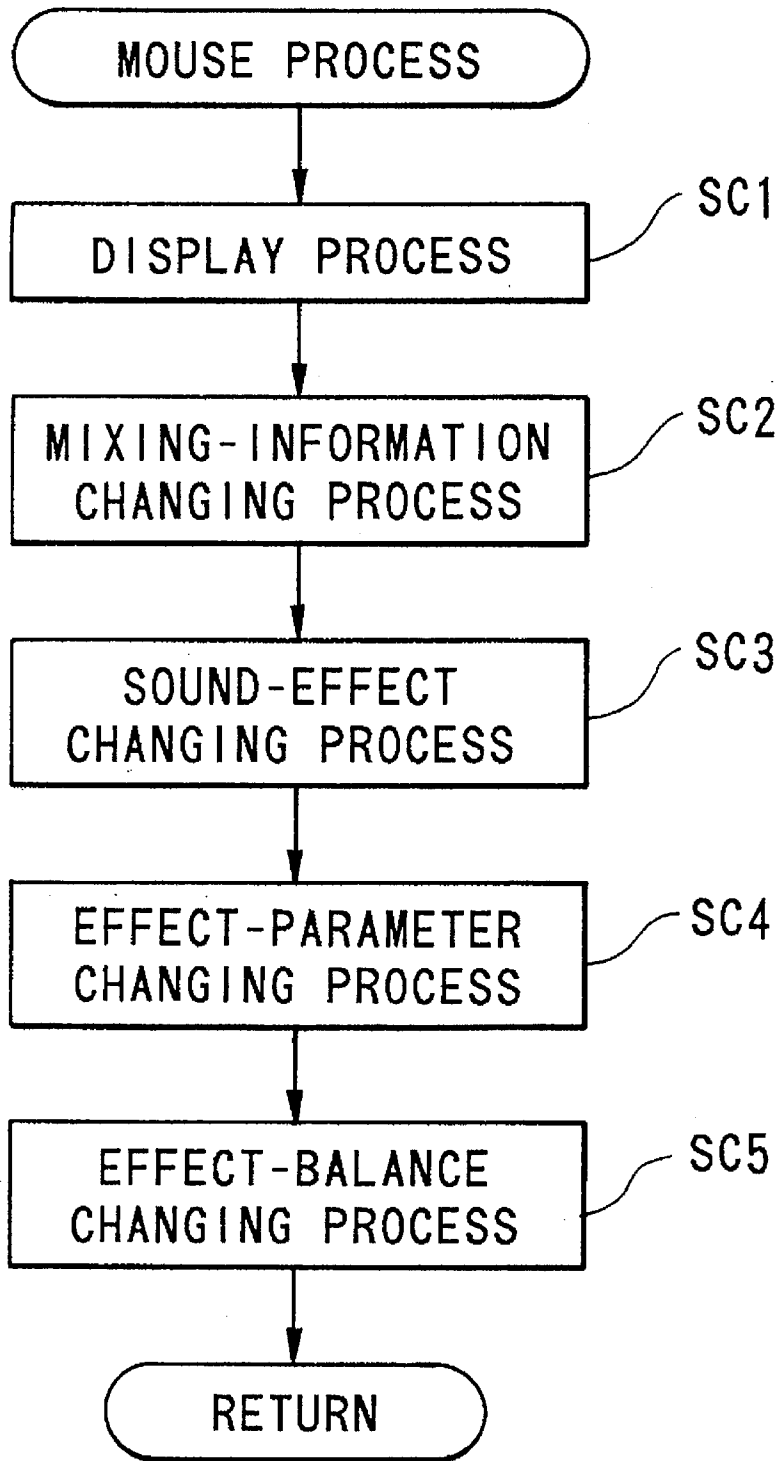 MOUSE PROCESS
SC1
DISPLAY PROCESS
SC2
MIXING-INFORMATION
CHANGING PROCESS
SC3
SOUND-EFFECT
CHANGING PROCESS
SC4
EFFECT-PARAMETER
CHANGING PROCESS
SC5
EFFECT-BALANCE
CHANGING PROCESS
RETURN